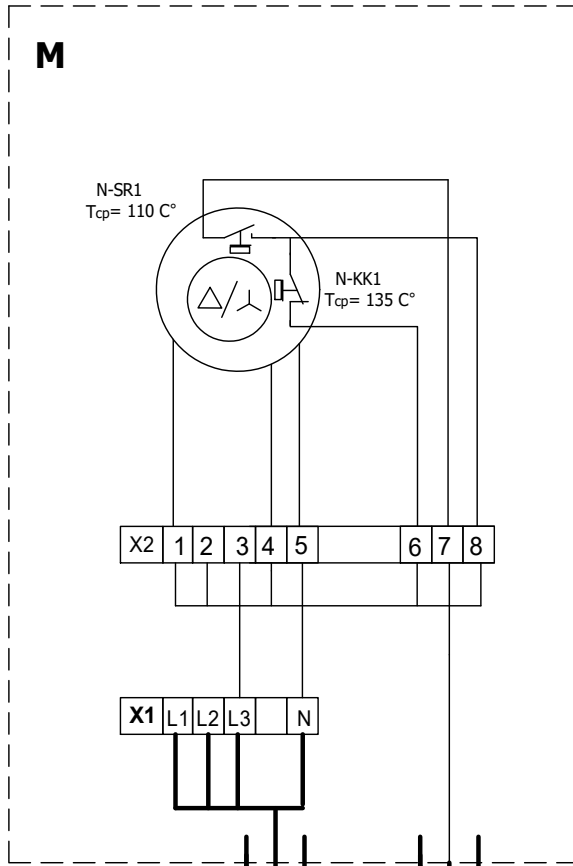 M
N-SR1
Tcp= 110 C°
N-KK1
Tcp= 135 C°
X2 1 2 3 4 5 6 7 8
X1 L1 L2 L3 N